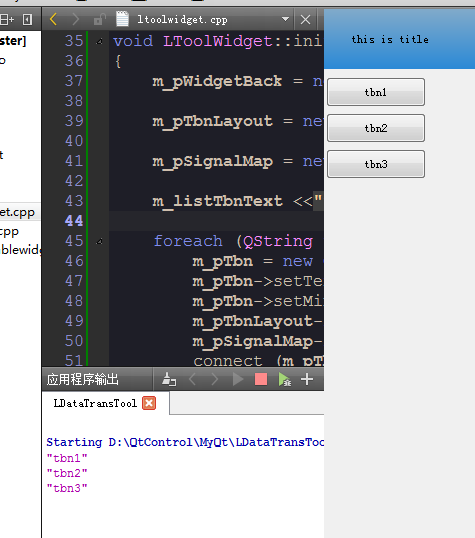 ltoolwidget.cpp
ster]
o
t
et.cpp
cpp
ablewidg
35 void LToolWidget::ini
36 {
37 m_pWidgetBack = n
38
39 m_pTbnLayout = ne
40
41 m_pSignalMap = ne
42
43 m_listTbnText <<"
44
45 foreach (QString
46 m_pTbn = new
47 m_pTbn->setTe
48 m_pTbn->setMi
49 m_pTbnLayout-
50 m_pSignalMap-
51 connect (m_pT
this is title
tbn1
tbn2
tbn3
应用程序输出
LDataTransTool
Starting D:\QtControl\MyQt\LDataTransToo
"tbn1"
"tbn2"
"tbn3"